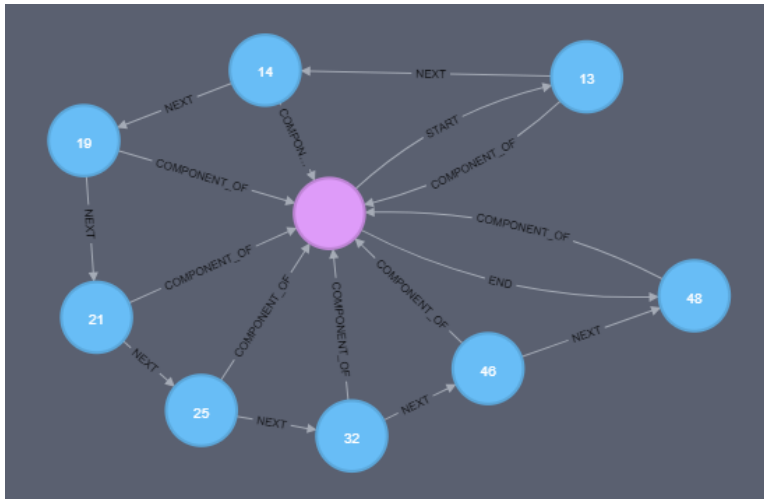 14
NEXT
13
NEXT
START
COMPON...
19
COMPONENT_OF
COMPONENT_OF
NEXT
COMPONENT_OF
COMPONENT_OF
END
48
21
COMPONENT_OF
COMPONENT_OF
COMPONENT_OF
NEXT
NEXT
46
NEXT
25
NEXT
32